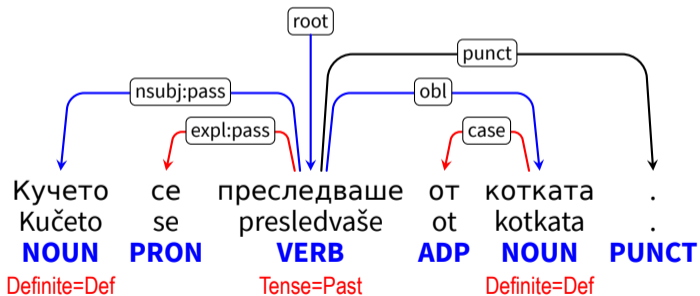 root
punct
nsubj:pass obl
expl:pass case
Кучето се преследваше от котката .
Kučeto se presledvaše ot kotkata .
NOUN PRON VERB ADP NOUN PUNCT
Definite=Def Tense=Past Definite=Def